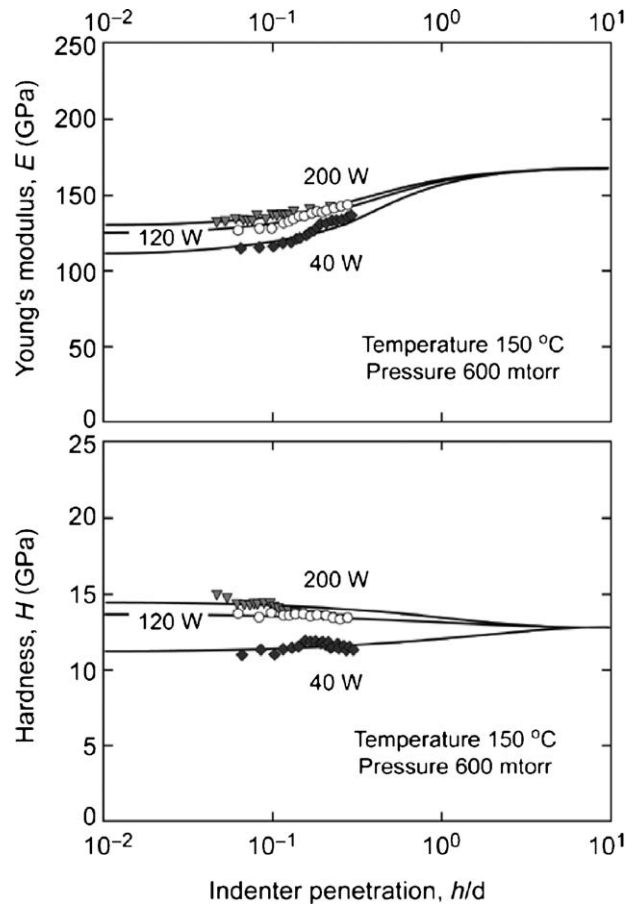 10⁻² 10⁻¹ 10⁰ 10¹
250
200
150
100
50
0
Young's modulus, E (GPa)
200 W
120 W
40 W
Temperature 150 °C
Pressure 600 mtorr
25
20
15
10
5
0
Hardness, H (GPa)
200 W
120 W
40 W
Temperature 150 °C
Pressure 600 mtorr
10⁻² 10⁻¹ 10⁰ 10¹
Indenter penetration, h/d